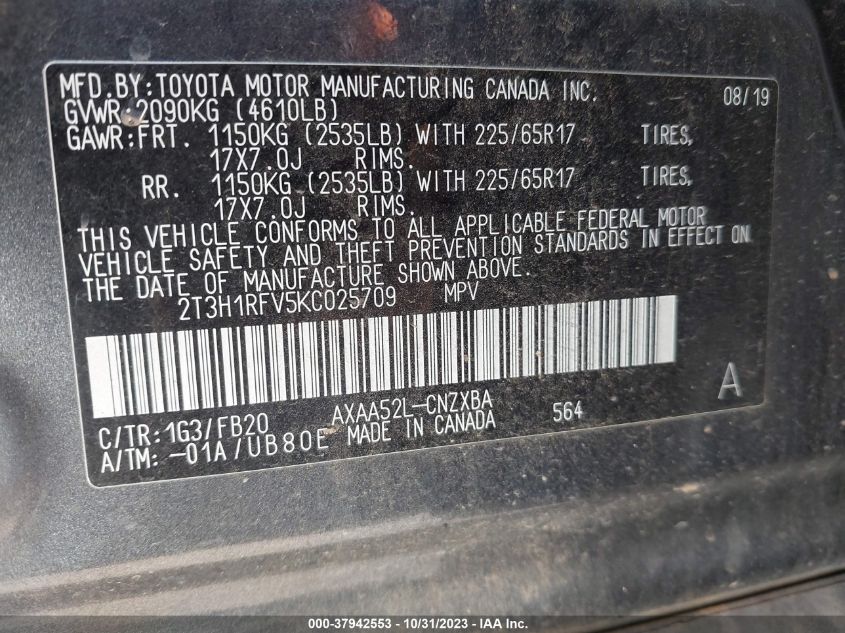 MFD.BY:TOYOTA MOTOR MANUFACTURING CANADA INC. 08/19
GVWR:2090KG (4610LB)
GAWR:FRT. 1150KG (2535LB) WITH 225/65R17 TIRES,
17X7.0J RIMS.
RR. 1150KG (2535LB) WITH 225/65R17 TIRES,
17X7.0J RIMS.
THIS VEHICLE CONFORMS TO ALL APPLICABLE FEDERAL MOTOR
VEHICLE SAFETY AND THEFT PREVENTION STANDARDS IN EFFECT ON
THE DATE OF MANUFACTURE SHOWN ABOVE.
2T3H1RFV5KC025709 MPV
A
C/TR:1G3/FB20 AXAA52L-CNZXBA 564
A/TM:-01A/UB80E MADE IN CANADA
000-37942553 - 10/31/2023 - IAA Inc.